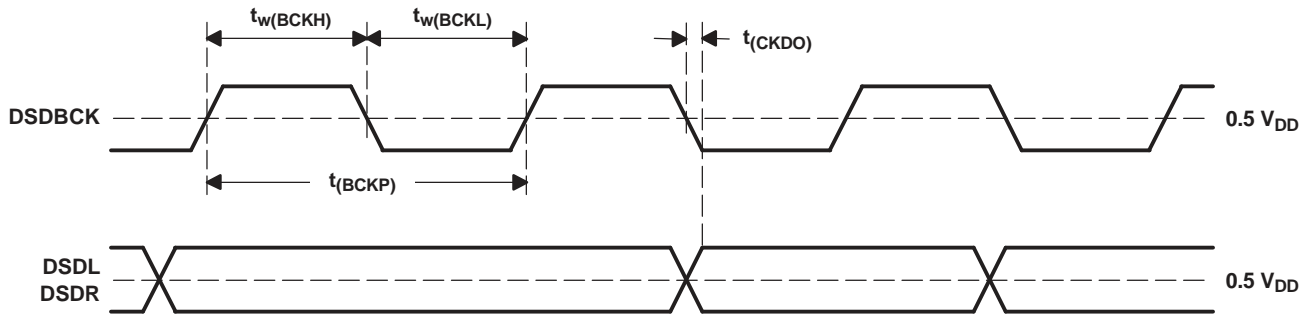 tw(BCKH)
tw(BCKL)
t(CKDO)
DSDBCK
0.5 VDD
t(BCKP)
DSDL
DSDR
0.5 VDD